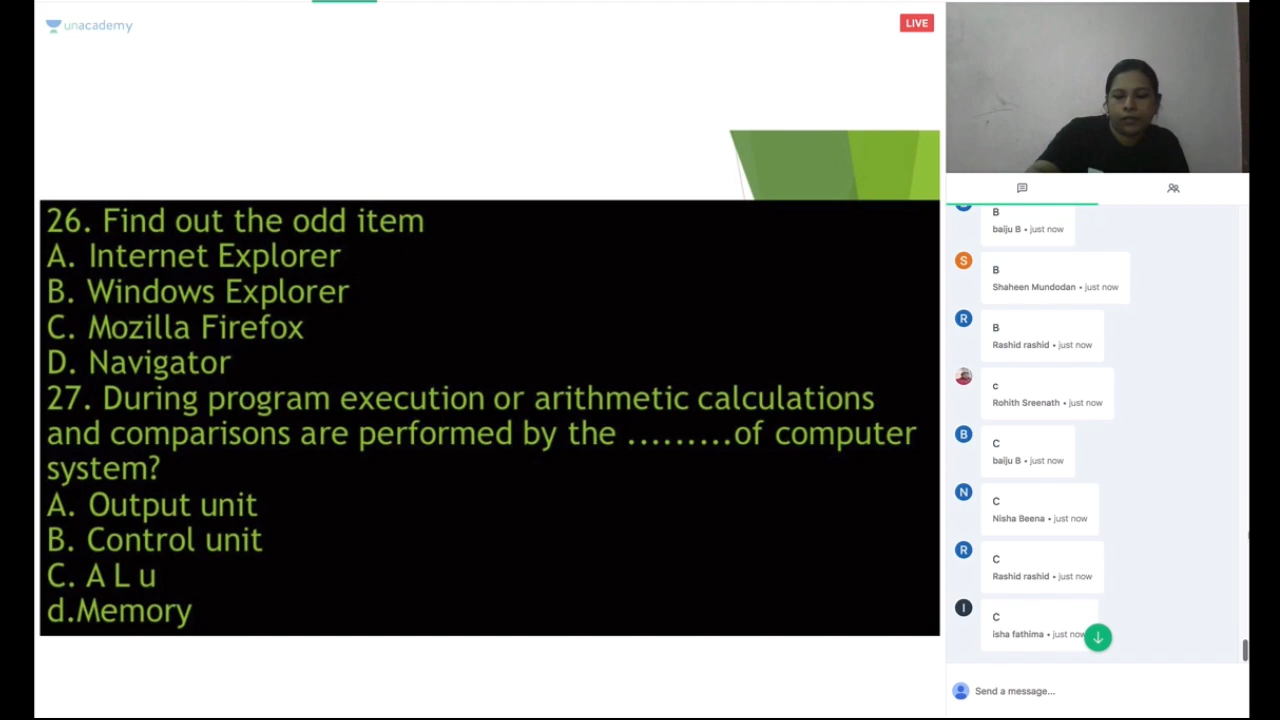 unacademy
LIVE
26. Find out the odd item
A. Internet Explorer
B. Windows Explorer
C. Mozilla Firefox
D. Navigator
27. During program execution or arithmetic calculations
and comparisons are performed by the .........of computer
system?
A. Output unit
B. Control unit
C. A L u
d.Memory
B
baiju B • just now
S
B
Shaheen Mundodan • just now
R
B
Rashid rashid • just now
c
Rohith Sreenath • just now
B
C
baiju B • just now
N
C
Nisha Beena • just now
R
C
Rashid rashid • just now
I
C
isha fathima • just now
Send a message...